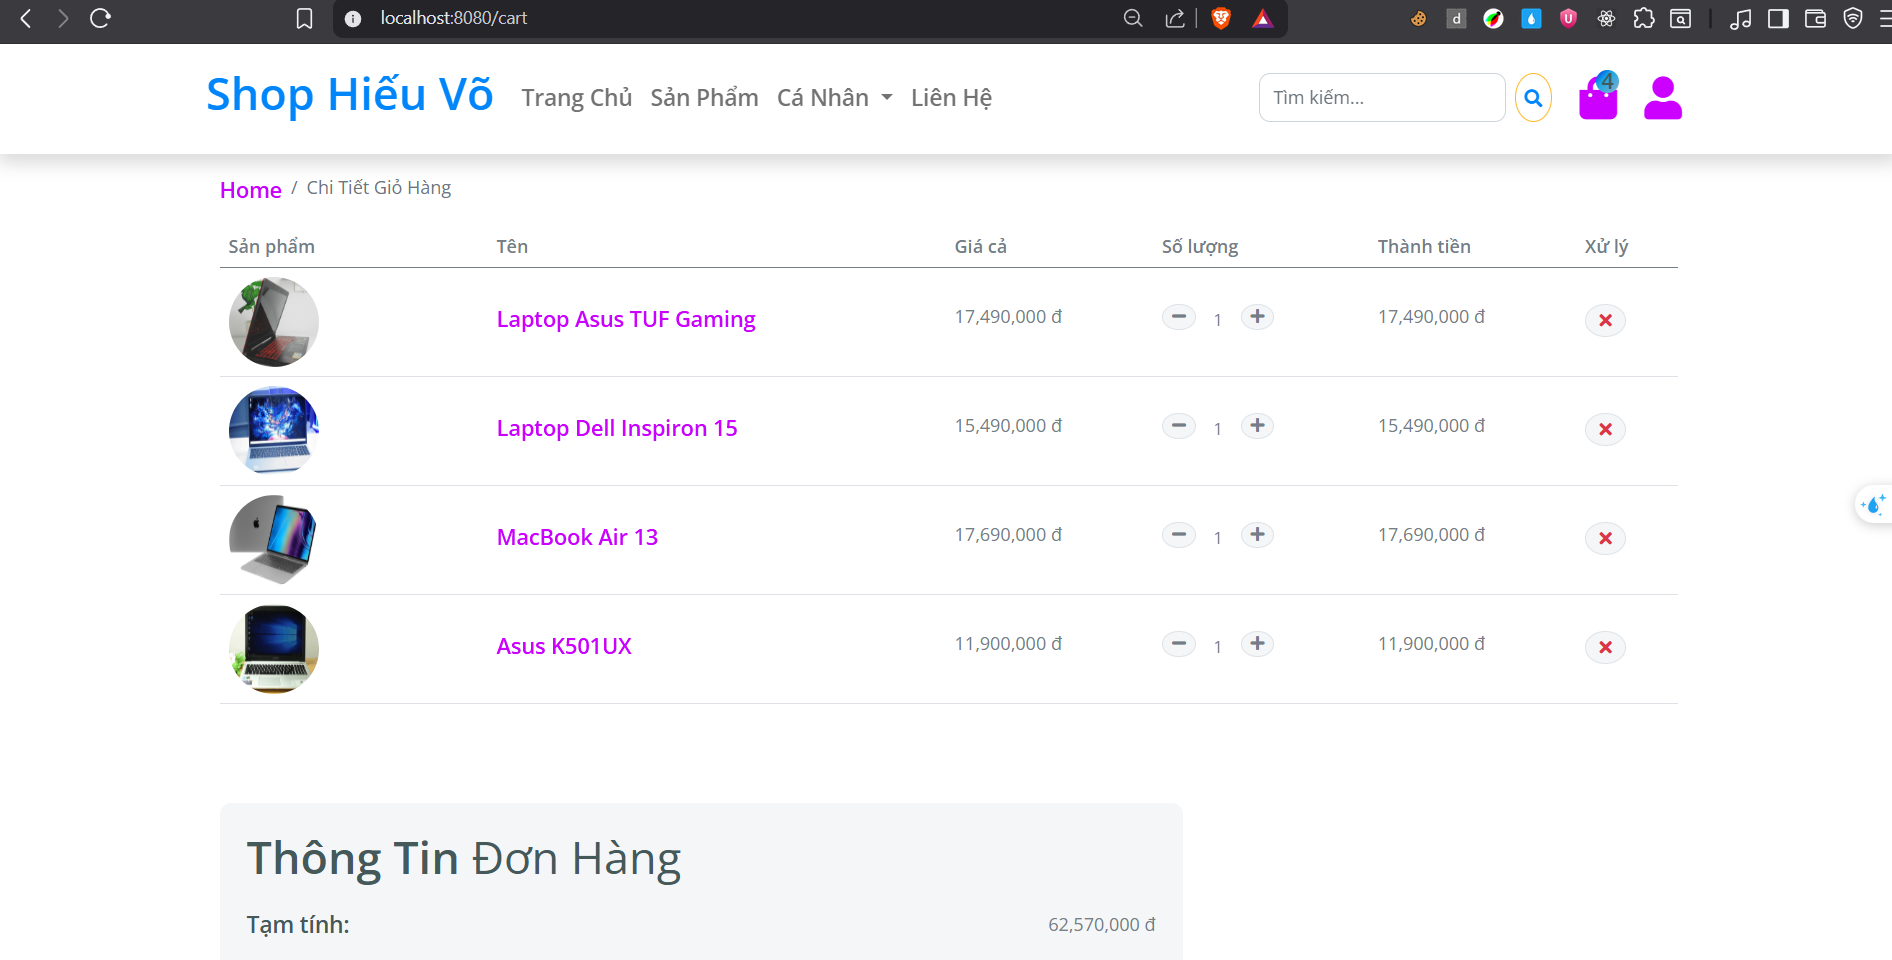 localhost:8080/cart
d
U
Shop Hiếu Võ Trang Chủ Sản Phẩm Cá Nhân Liên Hệ Tìm kiếm... 4
Home / Chi Tiết Giỏ Hàng
Sản phẩm Tên Giá cả Số lượng Thành tiền Xử lý
Laptop Asus TUF Gaming 17,490,000 đ 1 17,490,000 đ
Laptop Dell Inspiron 15 15,490,000 đ 1 15,490,000 đ
MacBook Air 13 17,690,000 đ 1 17,690,000 đ
Asus K501UX 11,900,000 đ 1 11,900,000 đ
Thông Tin Đơn Hàng
Tạm tính: 62,570,000 đ